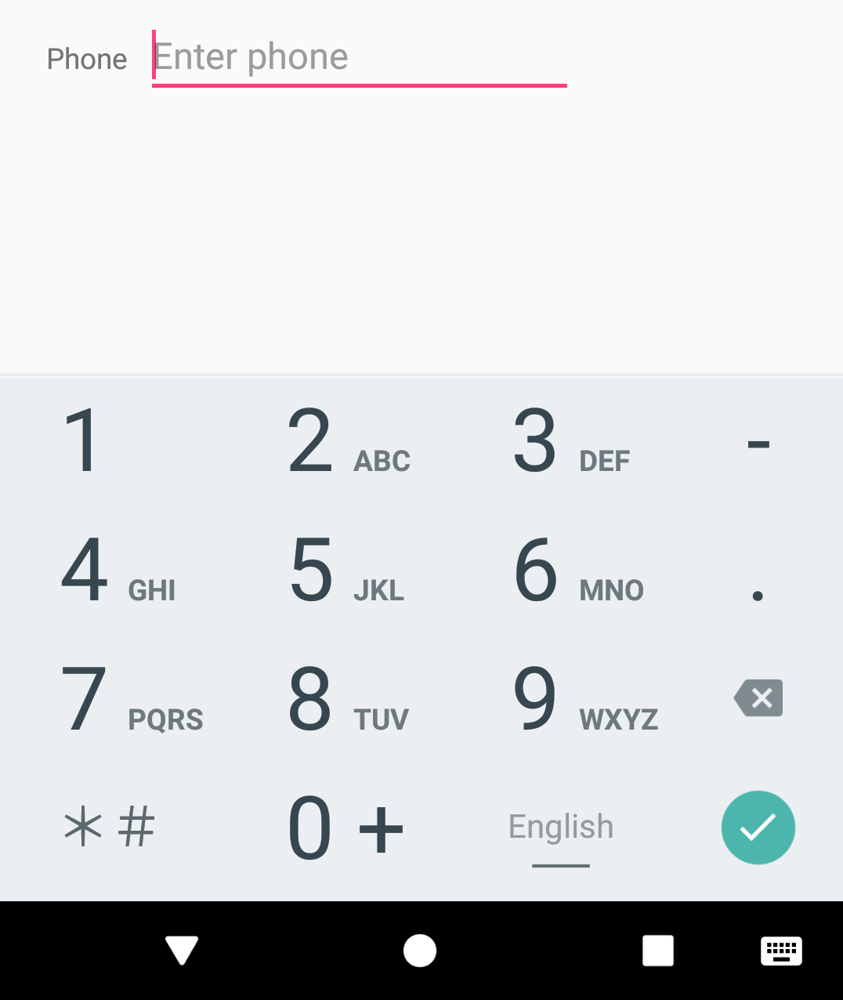 Phone Enter phone
1 2 ABC 3 DEF -
4 GHI 5 JKL 6 MNO .
7 PQRS 8 TUV 9 WXYZ
*# 0 + English